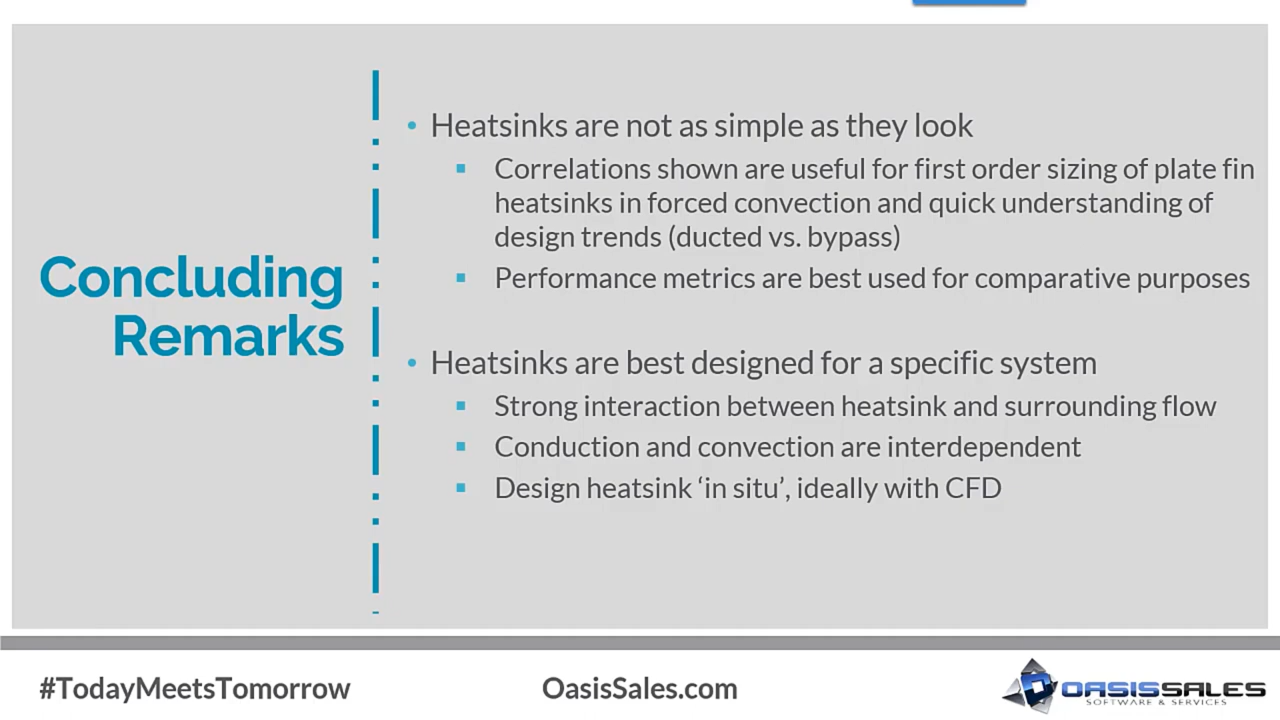 Concluding
Remarks
• Heatsinks are not as simple as they look
▪ Correlations shown are useful for first order sizing of plate fin
heatsinks in forced convection and quick understanding of
design trends (ducted vs. bypass)
▪ Performance metrics are best used for comparative purposes
• Heatsinks are best designed for a specific system
▪ Strong interaction between heatsink and surrounding flow
▪ Conduction and convection are interdependent
▪ Design heatsink ‘in situ’, ideally with CFD
#TodayMeetsTomorrow
OasisSales.com
OASISSALES
SOFTWARE & SERVICES